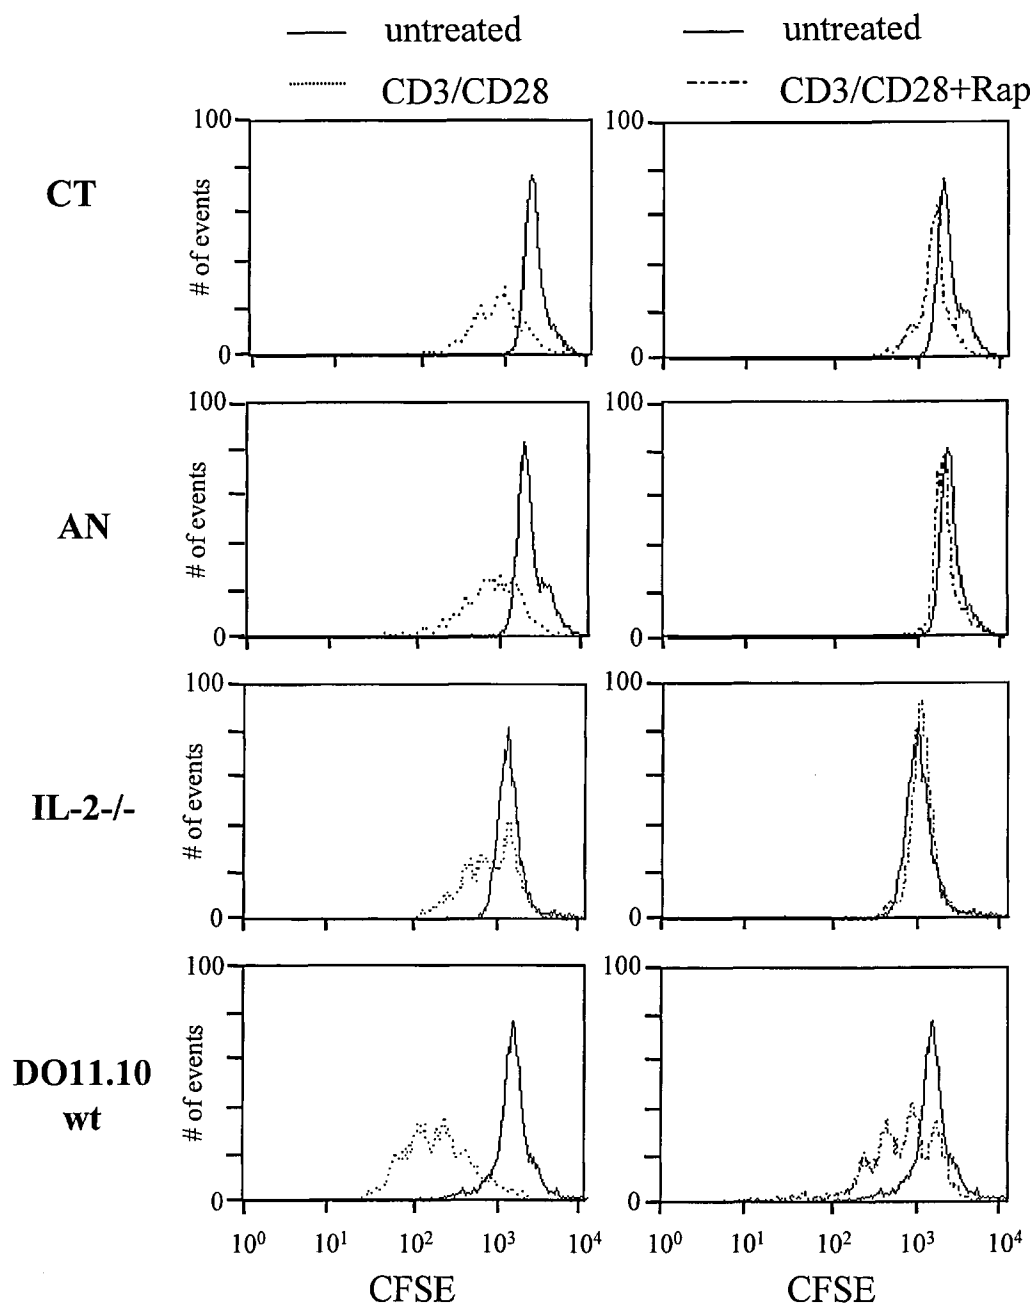 untreated
untreated
CD3/CD28
CD3/CD28+Rap
100
100
CT
# of events
0
0
100
100
AN
# of events
0
0
100
100
IL-2-/-
# of events
0
0
100
100
DO11.10
wt
# of events
0
0
10⁰ 10¹ 10² 10³ 10⁴
10⁰ 10¹ 10² 10³ 10⁴
CFSE
CFSE